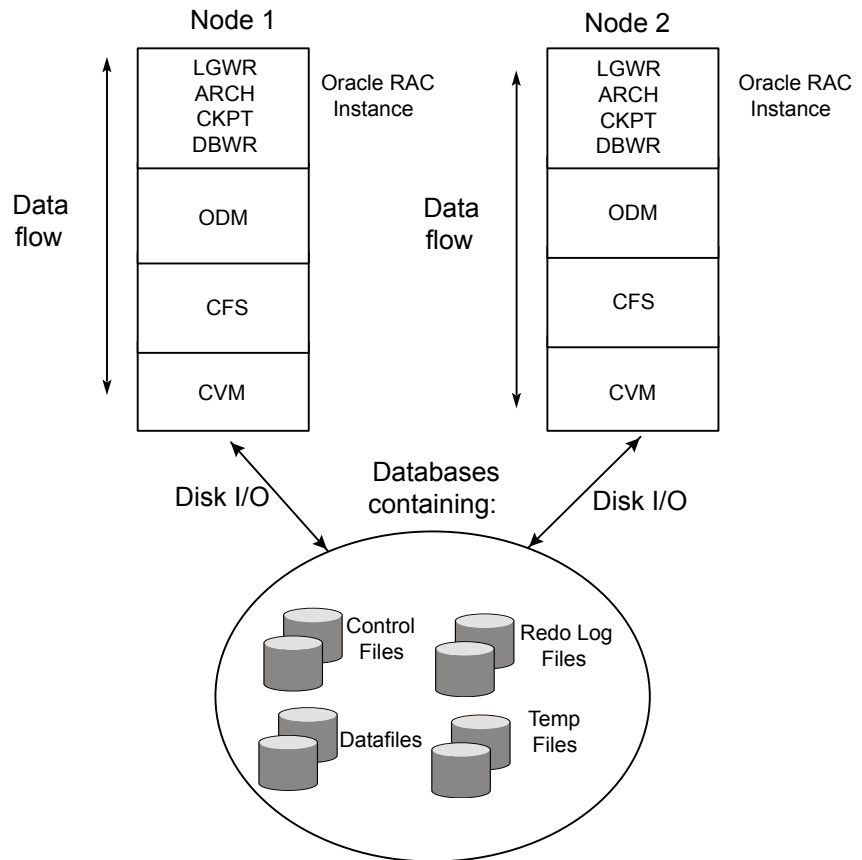 Node 1
Node 2
LGWR
ARCH
CKPT
DBWR
Oracle RAC
Instance
LGWR
ARCH
CKPT
DBWR
Oracle RAC
Instance
Data
flow
ODM
Data
flow
ODM
CFS
CFS
CVM
CVM
Disk I/O
Databases
containing:
Disk I/O
Control
Files
Redo Log
Files
Datafiles
Temp
Files